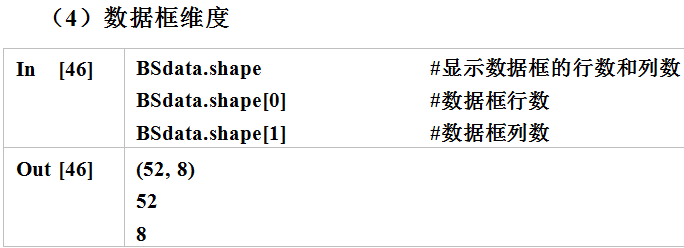 （4）数据框维度
In [46] BSdata.shape #显示数据框的行数和列数
BSdata.shape[0] #数据框行数
BSdata.shape[1] #数据框列数
Out [46] (52, 8)
52
8